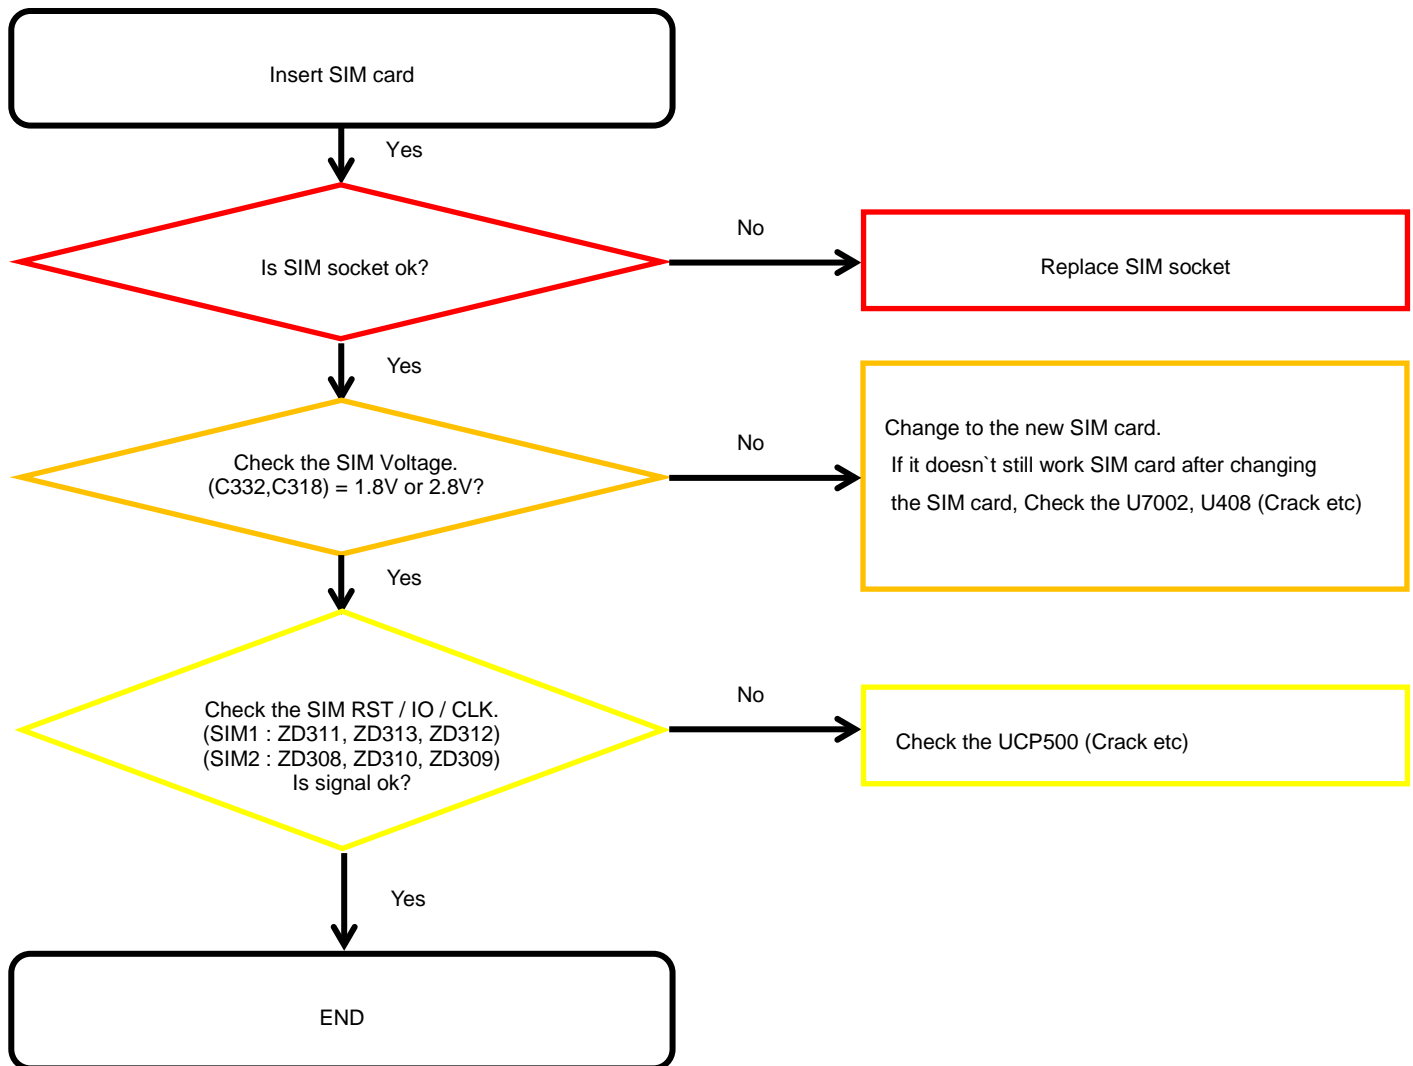 Insert SIM card
Yes
Is SIM socket ok?
No
Replace SIM socket
Yes
Check the SIM Voltage.
(C332,C318) = 1.8V or 2.8V?
No
Change to the new SIM card.
If it doesn`t still work SIM card after changing
the SIM card, Check the U7002, U408 (Crack etc)
Yes
Check the SIM RST / IO / CLK.
(SIM1 : ZD311, ZD313, ZD312)
(SIM2 : ZD308, ZD310, ZD309)
Is signal ok?
No
Check the UCP500 (Crack etc)
Yes
END